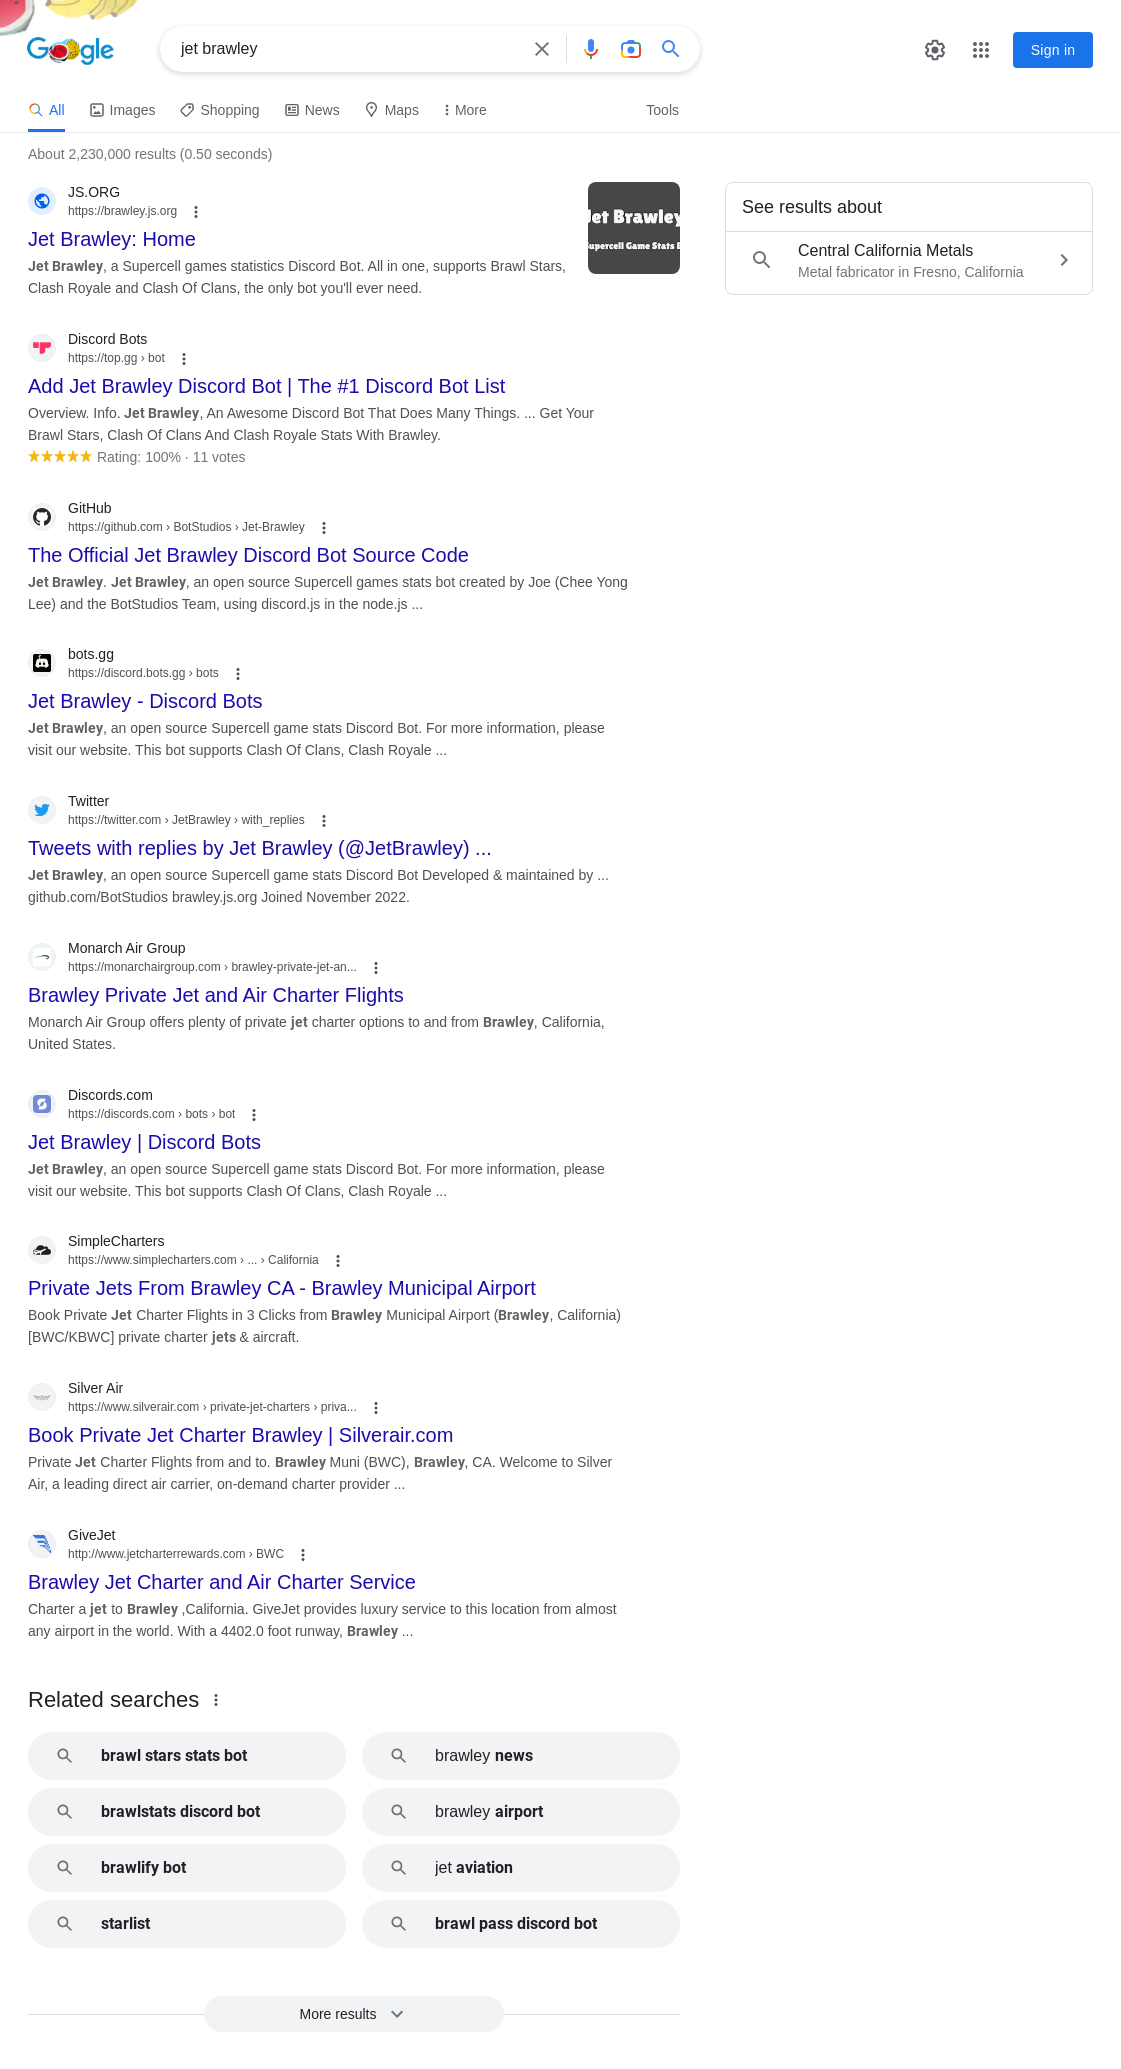 Google
jet brawley
Sign in
All
Images
Shopping
News
Maps
More
Tools
About 2,230,000 results (0.50 seconds)
JS.ORG
https://brawley.js.org
Jet Brawley: Home
Jet Brawley, a Supercell games statistics Discord Bot. All in one, supports Brawl Stars,
Clash Royale and Clash Of Clans, the only bot you'll ever need.
Jet Brawley
Supercell Game Stats
See results about
Central California Metals
Metal fabricator in Fresno, California
Discord Bots
https://top.gg › bot
Add Jet Brawley Discord Bot | The #1 Discord Bot List
Overview. Info. Jet Brawley, An Awesome Discord Bot That Does Many Things. ... Get Your
Brawl Stars, Clash Of Clans And Clash Royale Stats With Brawley.
Rating: 100% · 11 votes
GitHub
https://github.com › BotStudios › Jet-Brawley
The Official Jet Brawley Discord Bot Source Code
Jet Brawley. Jet Brawley, an open source Supercell games stats bot created by Joe (Chee Yong
Lee) and the BotStudios Team, using discord.js in the node.js ...
bots.gg
https://discord.bots.gg › bots
Jet Brawley - Discord Bots
Jet Brawley, an open source Supercell game stats Discord Bot. For more information, please
visit our website. This bot supports Clash Of Clans, Clash Royale ...
Twitter
https://twitter.com › JetBrawley › with_replies
Tweets with replies by Jet Brawley (@JetBrawley) ...
Jet Brawley, an open source Supercell game stats Discord Bot Developed & maintained by ...
github.com/BotStudios brawley.js.org Joined November 2022.
Monarch Air Group
https://monarchairgroup.com › brawley-private-jet-an...
Brawley Private Jet and Air Charter Flights
Monarch Air Group offers plenty of private jet charter options to and from Brawley, California,
United States.
Discords.com
https://discords.com › bots › bot
Jet Brawley | Discord Bots
Jet Brawley, an open source Supercell game stats Discord Bot. For more information, please
visit our website. This bot supports Clash Of Clans, Clash Royale ...
SimpleCharters
https://www.simplecharters.com › ... › California
Private Jets From Brawley CA - Brawley Municipal Airport
Book Private Jet Charter Flights in 3 Clicks from Brawley Municipal Airport (Brawley, California)
[BWC/KBWC] private charter jets & aircraft.
Silver Air
https://www.silverair.com › private-jet-charters › priva...
Book Private Jet Charter Brawley | Silverair.com
Private Jet Charter Flights from and to. Brawley Muni (BWC), Brawley, CA. Welcome to Silver
Air, a leading direct air carrier, on-demand charter provider ...
GiveJet
http://www.jetcharterrewards.com › BWC
Brawley Jet Charter and Air Charter Service
Charter a jet to Brawley ,California. GiveJet provides luxury service to this location from almost
any airport in the world. With a 4402.0 foot runway, Brawley ...
Related searches
brawl stars stats bot
brawley news
brawlstats discord bot
brawley airport
brawlify bot
jet aviation
starlist
brawl pass discord bot
More results